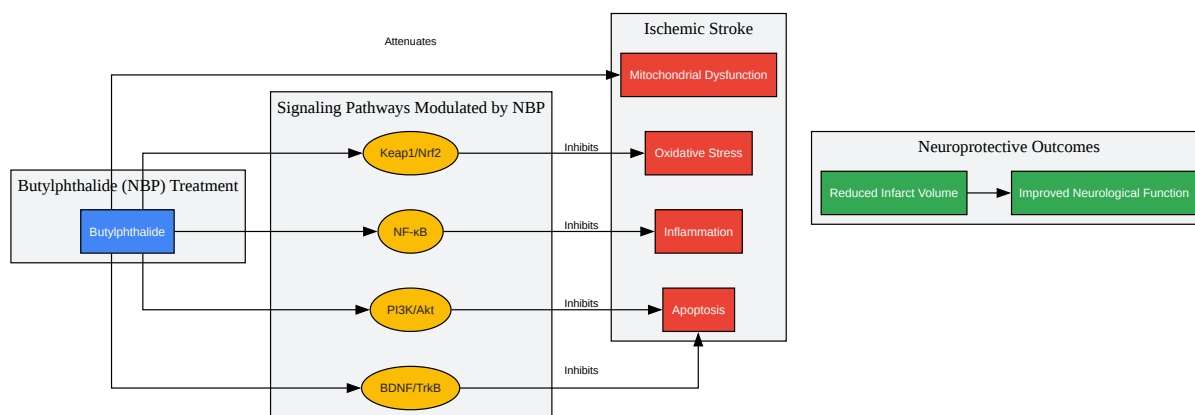 Butylphthalide (NBP) Treatment
Butylphthalide
Attenuates
Signaling Pathways Modulated by NBP
Keap1/Nrf2
NF-κB
PI3K/Akt
BDNF/TrkB
Inhibits
Inhibits
Inhibits
Inhibits
Ischemic Stroke
Mitochondrial Dysfunction
Oxidative Stress
Inflammation
Apoptosis
Neuroprotective Outcomes
Reduced Infarct Volume
Improved Neurological Function